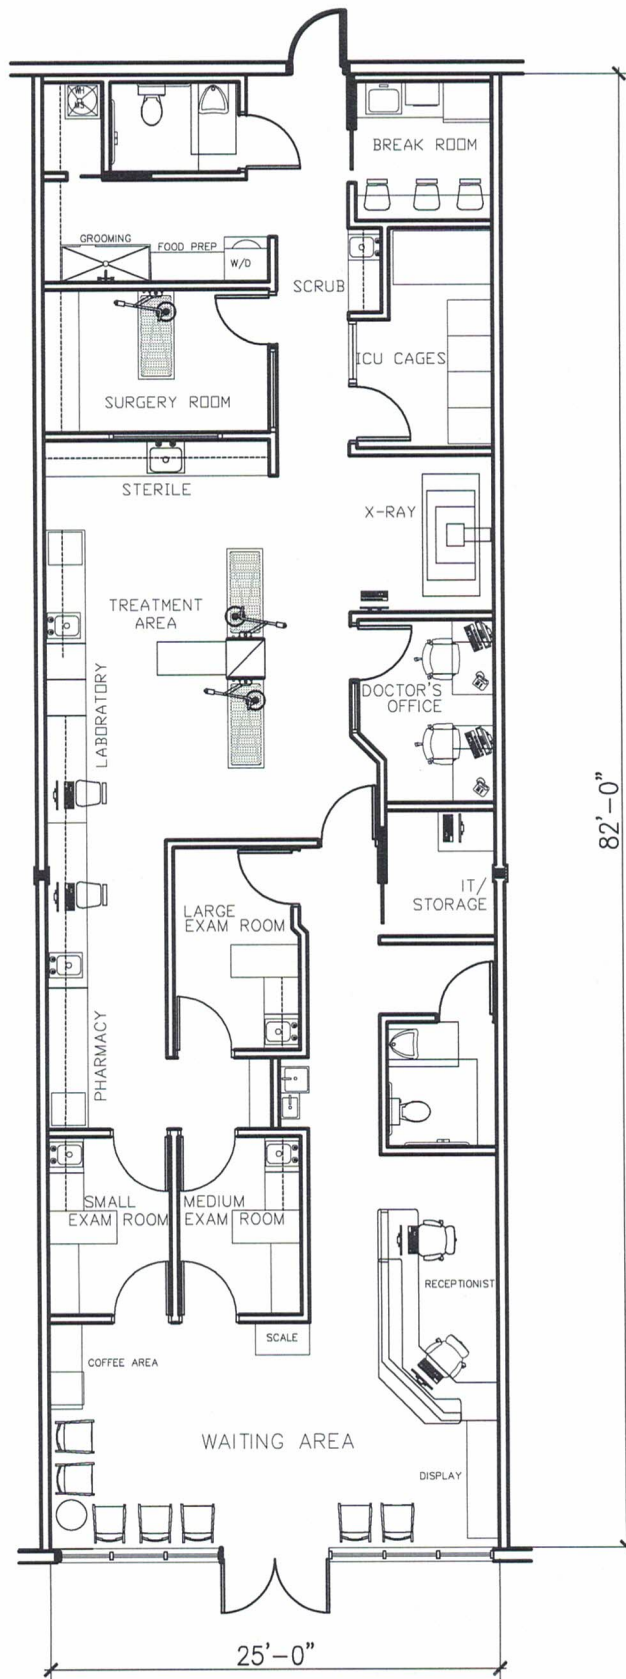 BREAK ROOM
GROOMING
FOOD PREP
W/D
SCRUB
ICU CAGES
SURGERY ROOM
STERILE
X-RAY
TREATMENT
AREA
DOCTOR'S
OFFICE
LABORATORY
82'-0"
IT/
STORAGE
LARGE
EXAM ROOM
PHARMACY
SMALL
EXAM ROOM
MEDIUM
EXAM ROOM
RECEPTIONIST
SCALE
COFFEE AREA
WAITING AREA
DISPLAY
25'-0"